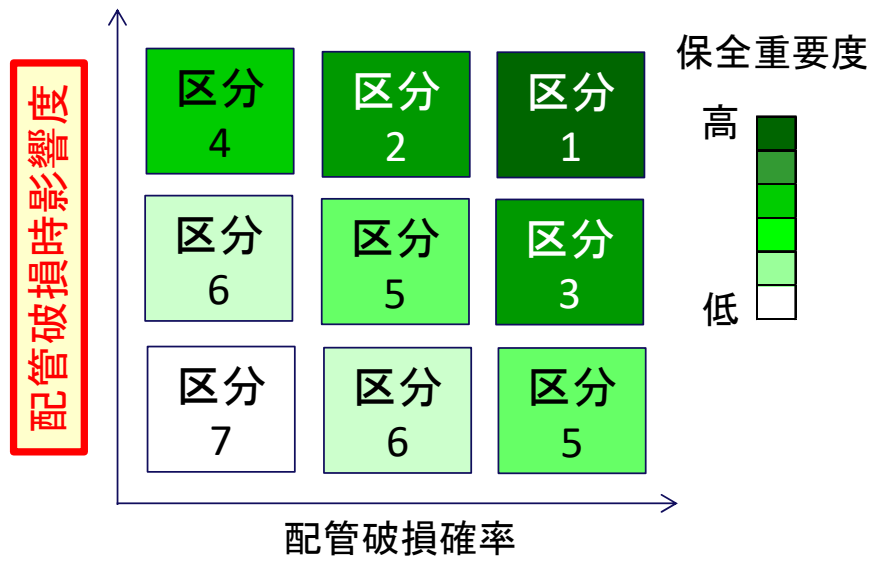 配管破損時影響度
区分
4
区分
2
区分
1
区分
6
区分
5
区分
3
区分
7
区分
6
区分
5
配管破損確率
保全重要度
高
低